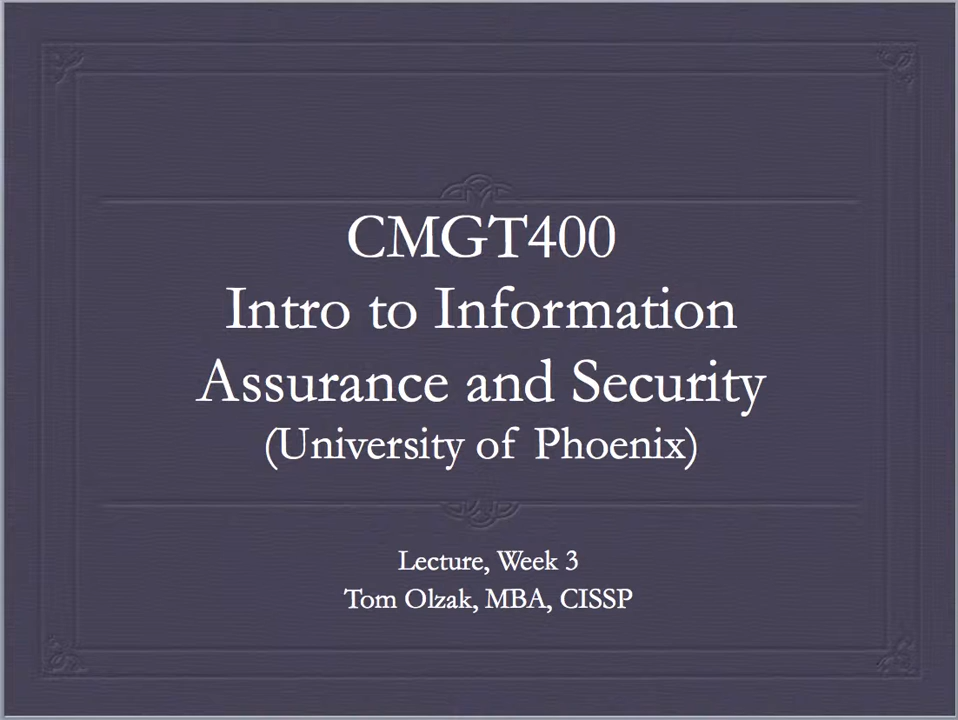 CMGT400
Intro to Information
Assurance and Security
(University of Phoenix)
Lecture, Week 3
Tom Olzak, MBA, CISSP